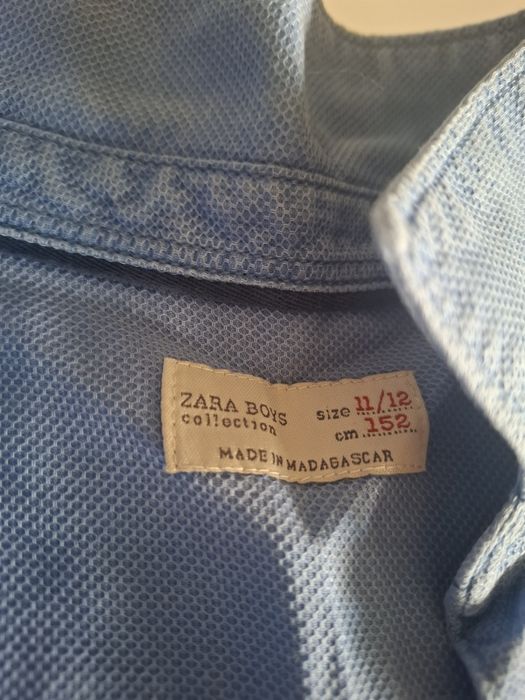 ZARA BOYS
collection
size 11/12
cm 152
MADE IN MADAGASCAR